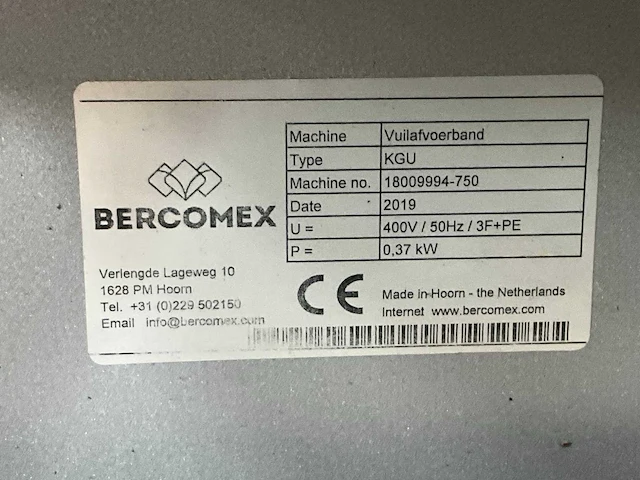 BERCOMEX
Verlengde Lageweg 10
1628 PM Hoorn
Tel. +31 (0)229 502150
Email info@bercomex.com
Machine Vuilafvoerband
Type KGU
Machine no. 18009994-750
Date 2019
U = 400V / 50Hz / 3F+PE
P = 0,37 kW
CE
Made in Hoorn - the Netherlands
Internet www.bercomex.com